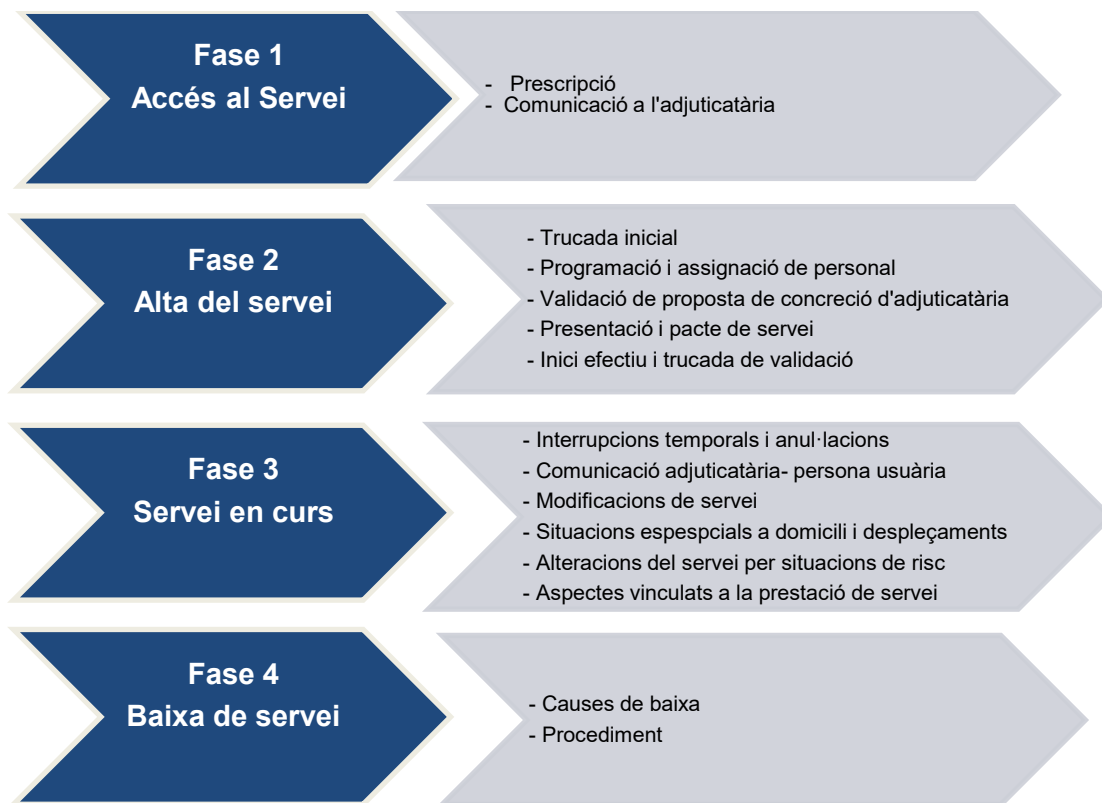 Fase 1
Accés al Servei
- Prescripció
- Comunicació a l'adjuticatària
Fase 2
Alta del servei
- Trucada inicial
- Programació i assignació de personal
- Validació de proposta de concreció d'adjuticatària
- Presentació i pacte de servei
- Inici efectiu i trucada de validació
Fase 3
Servei en curs
- Interrupcions temporals i anul·lacions
- Comunicació adjuticatària- persona usuària
- Modificacions de servei
- Situacions espespcials a domicili i despleçaments
- Alteracions del servei per situacions de risc
- Aspectes vinculats a la prestació de servei
Fase 4
Baixa de servei
- Causes de baixa
- Procediment